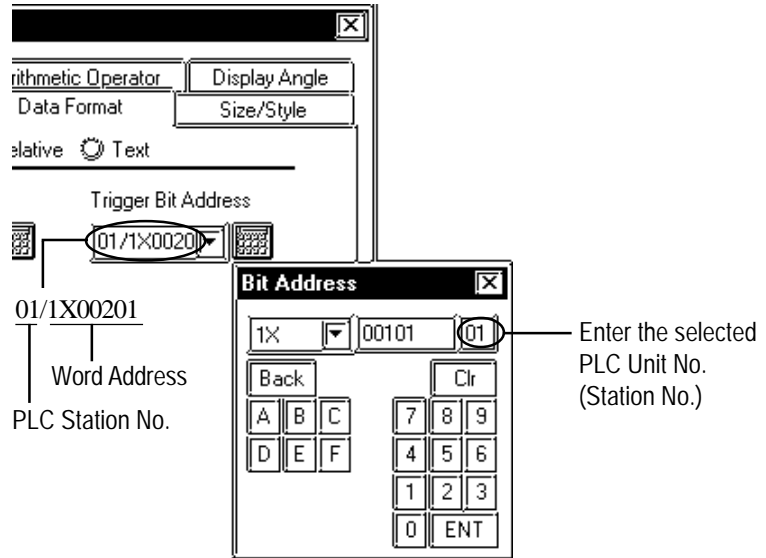 rithmetic Operator Display Angle
Data Format Size/Style
elative Text
Trigger Bit Address
01/1X0020
Bit Address
01/1X00201
1X 00101 01
Enter the selected
PLC Unit No.
(Station No.)
Word Address
PLC Station No.
Back Clr
A B C 7 8 9
D E F 4 5 6
1 2 3
0 ENT